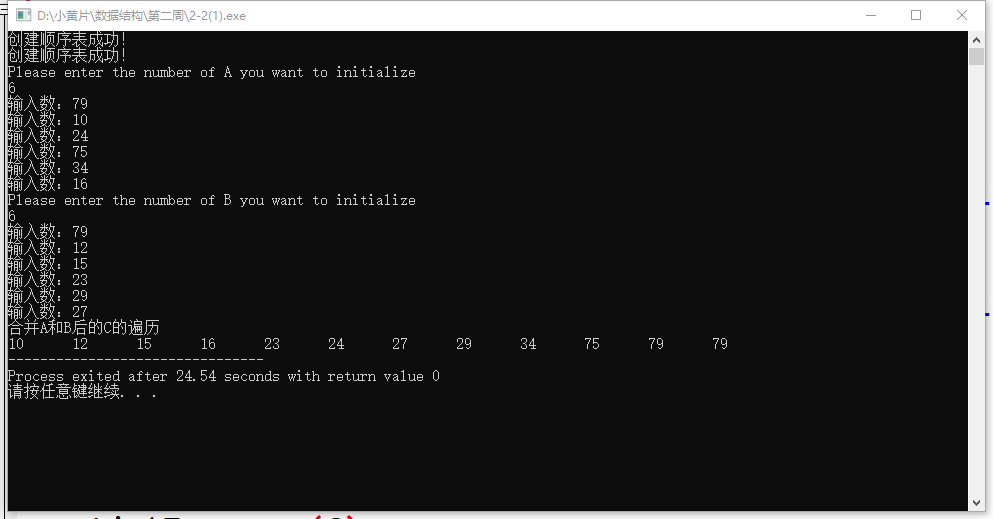 D:\小黄片\数据结构\第二周\2-2(1).exe
创建顺序表成功!
创建顺序表成功!
Please enter the number of A you want to initialize
6
输入数: 79
输入数: 10
输入数: 24
输入数: 75
输入数: 34
输入数: 16
Please enter the number of B you want to initialize
6
输入数: 79
输入数: 12
输入数: 15
输入数: 23
输入数: 29
输入数: 27
合并A和B后的C的遍历
10 12 15 16 23 24 27 29 34 75 79 79
--------------------------------
Process exited after 24.54 seconds with return value 0
请按任意键继续. . .